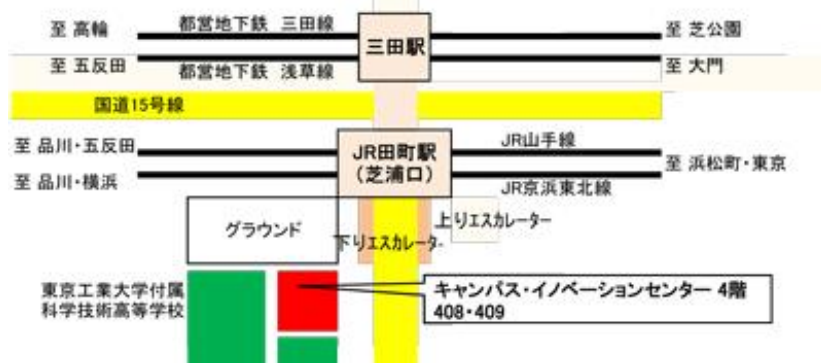 至 高輪
都営地下鉄 三田線
三田駅
至 芝公園
至 五反田
都営地下鉄 浅草線
至 大門
国道15号線
至 品川・五反田
JR田町駅
(芝浦口)
JR山手線
至 浜松町・東京
至 品川・横浜
JR京浜東北線
グラウンド
下りエスカレーター
上りエスカレーター
東京工業大学付属
科学技術高等学校
キャンパス・イノベーションセンター 4階
408・409